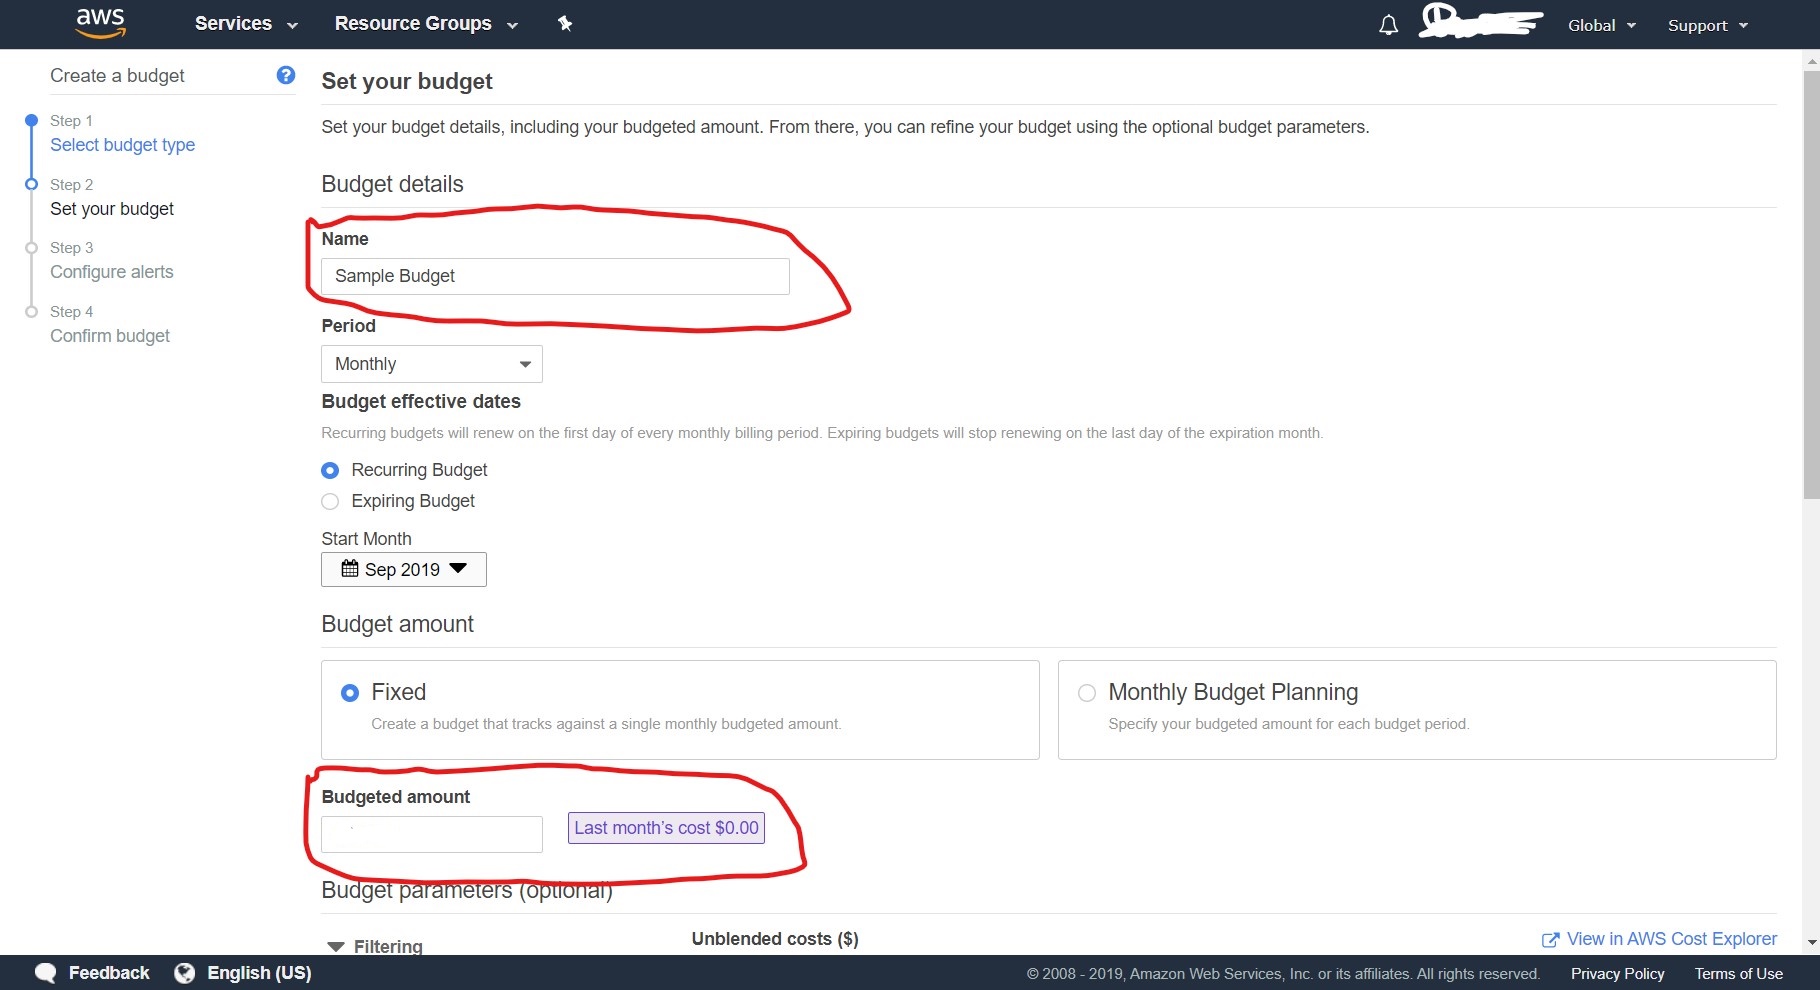 aws Services Resource Groups Global Support
Create a budget
Step 1
Select budget type
Step 2
Set your budget
Step 3
Configure alerts
Step 4
Confirm budget
Set your budget
Set your budget details, including your budgeted amount. From there, you can refine your budget using the optional budget parameters.
Budget details
Name
Sample Budget
Period
Monthly
Budget effective dates
Recurring budgets will renew on the first day of every monthly billing period. Expiring budgets will stop renewing on the last day of the expiration month.
Recurring Budget
Expiring Budget
Start Month
Sep 2019
Budget amount
Fixed
Create a budget that tracks against a single monthly budgeted amount.
Monthly Budget Planning
Specify your budgeted amount for each budget period.
Budgeted amount
Last month's cost $0.00
Budget parameters (optional)
Filtering
Unblended costs ($)
View in AWS Cost Explorer
Feedback English (US) © 2008 - 2019, Amazon Web Services, Inc. or its affiliates. All rights reserved. Privacy Policy Terms of Use